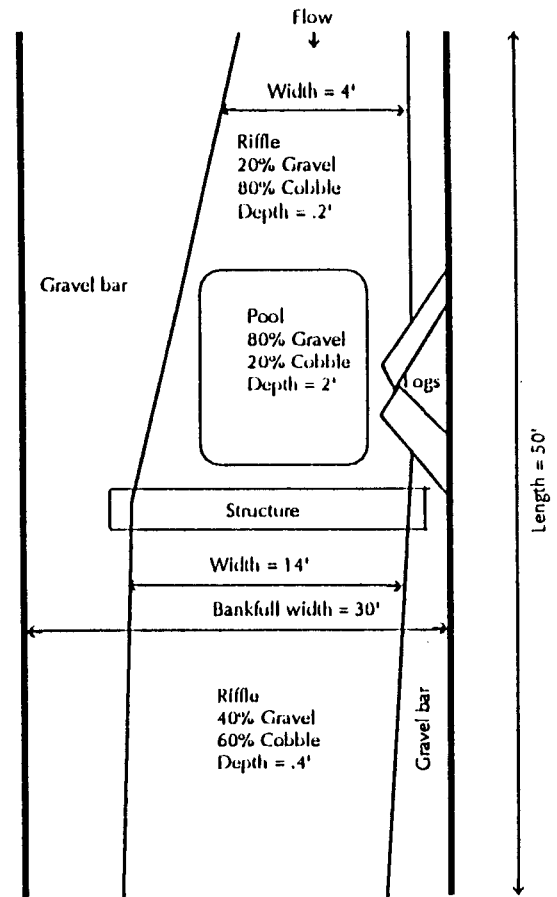 Flow
Width = 4'
Riffle
20% Gravel
80% Cobble
Depth = .2'
Gravel bar
Pool
80% Gravel
20% Cobble
Depth = 2'
Logs
Length = 50'
Structure
Width = 14'
Bankfull width = 30'
Riffle
40% Gravel
60% Cobble
Depth = .4'
Gravel bar